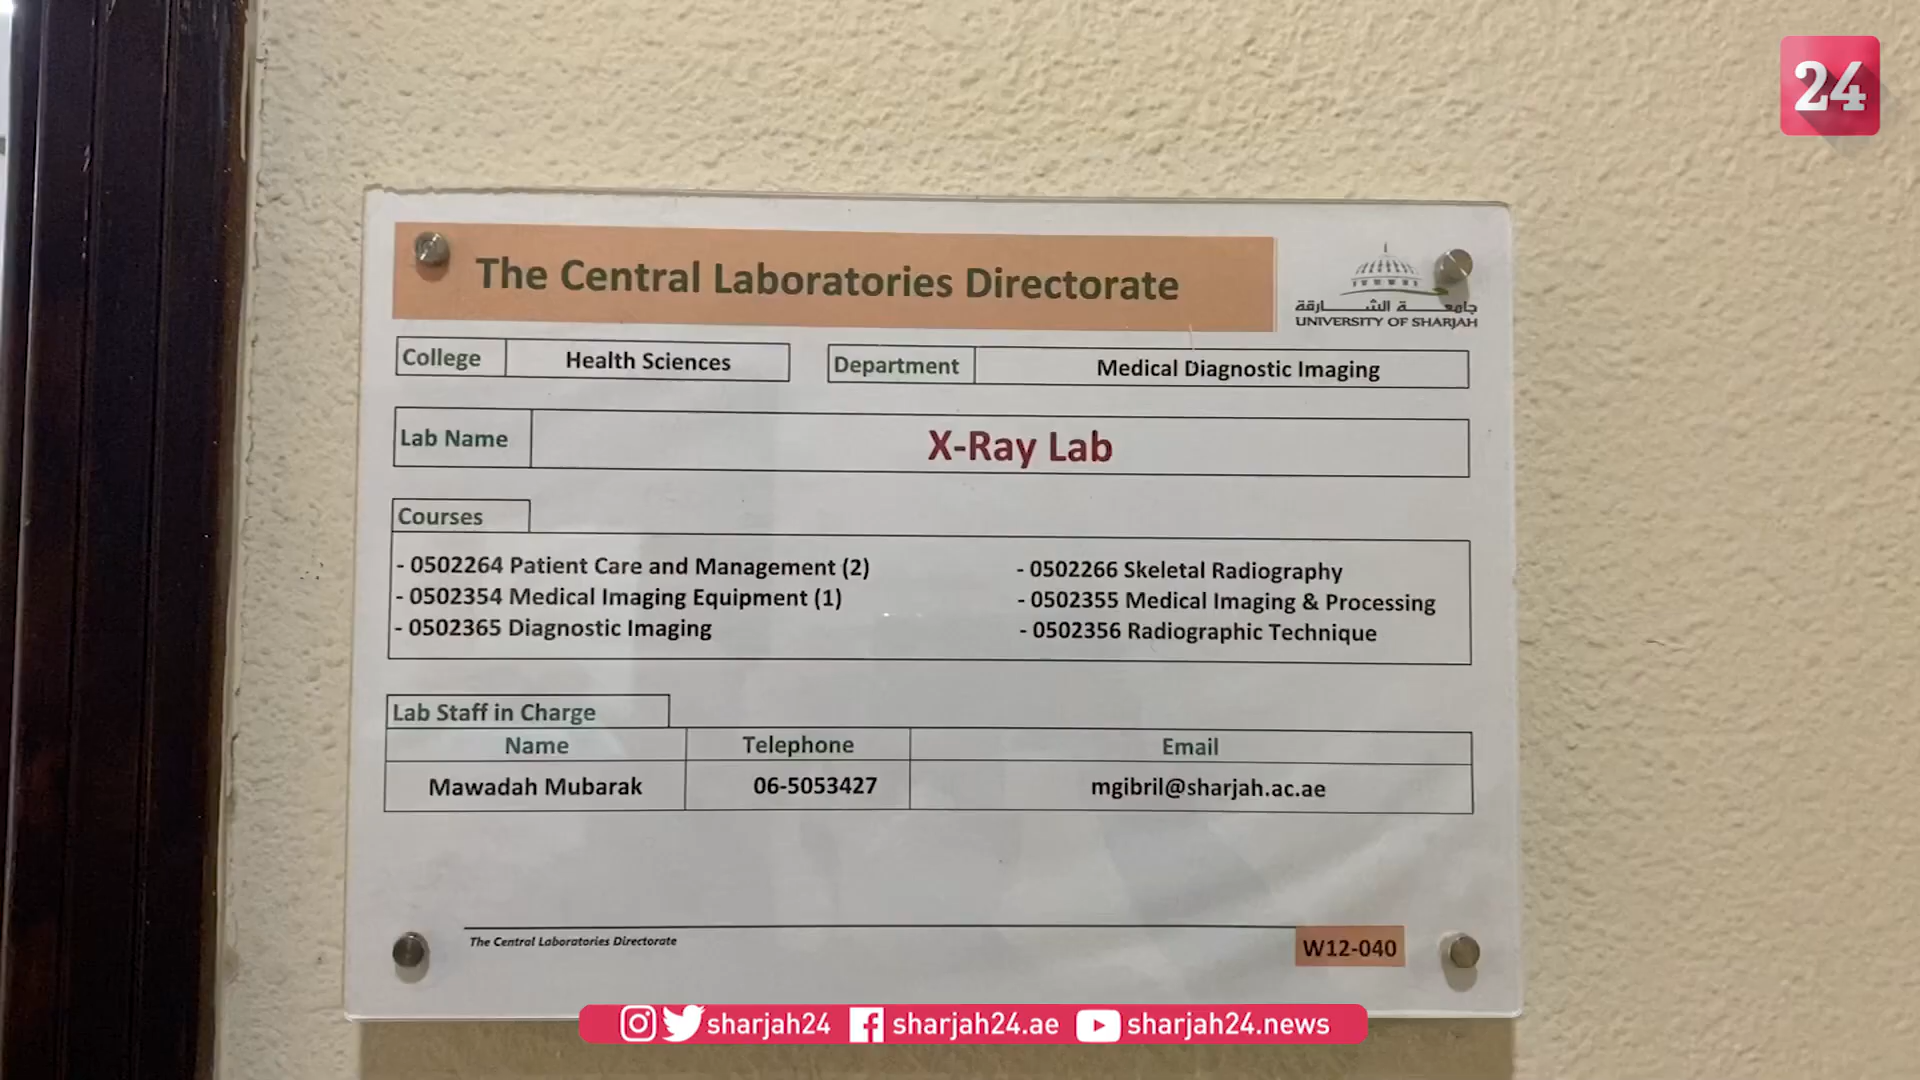 24
The Central Laboratories Directorate
جامعـــة الشـــــارقة
UNIVERSITY OF SHARJAH
College Health Sciences Department Medical Diagnostic Imaging
Lab Name X-Ray Lab
Courses
- 0502264 Patient Care and Management (2) - 0502266 Skeletal Radiography
- 0502354 Medical Imaging Equipment (1) - 0502355 Medical Imaging & Processing
- 0502365 Diagnostic Imaging - 0502356 Radiographic Technique
Lab Staff in Charge
Name Telephone Email
Mawadah Mubarak 06-5053427 mgibril@sharjah.ac.ae
The Central Laboratories Directorate W12-040
sharjah24 sharjah24.ae sharjah24.news